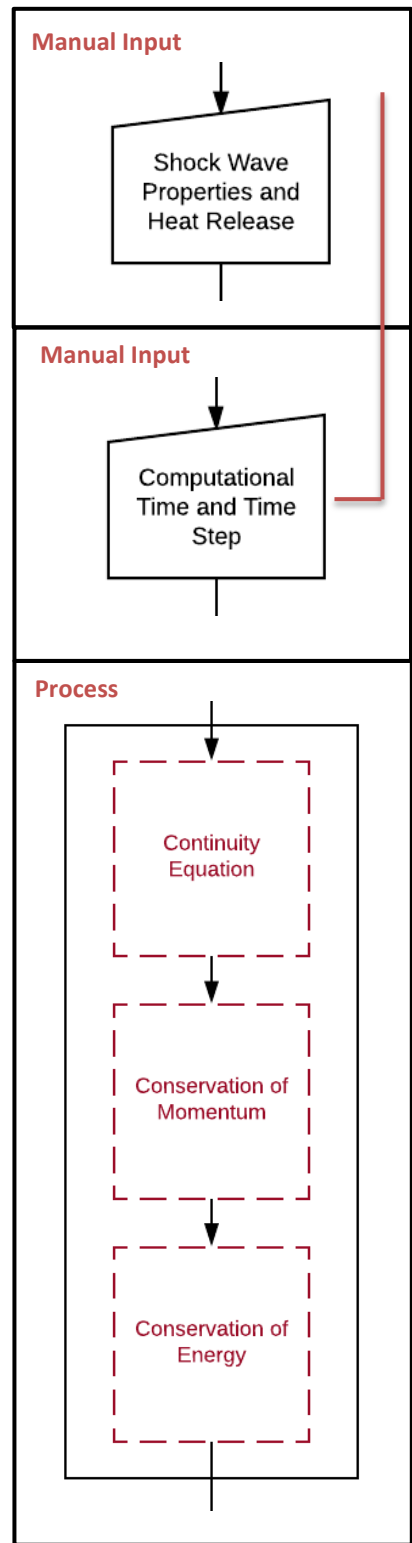 Manual Input
Shock Wave
Properties and
Heat Release
Manual Input
Computational
Time and Time
Step
Process
Continuity
Equation
Conservation of
Momentum
Conservation of
Energy